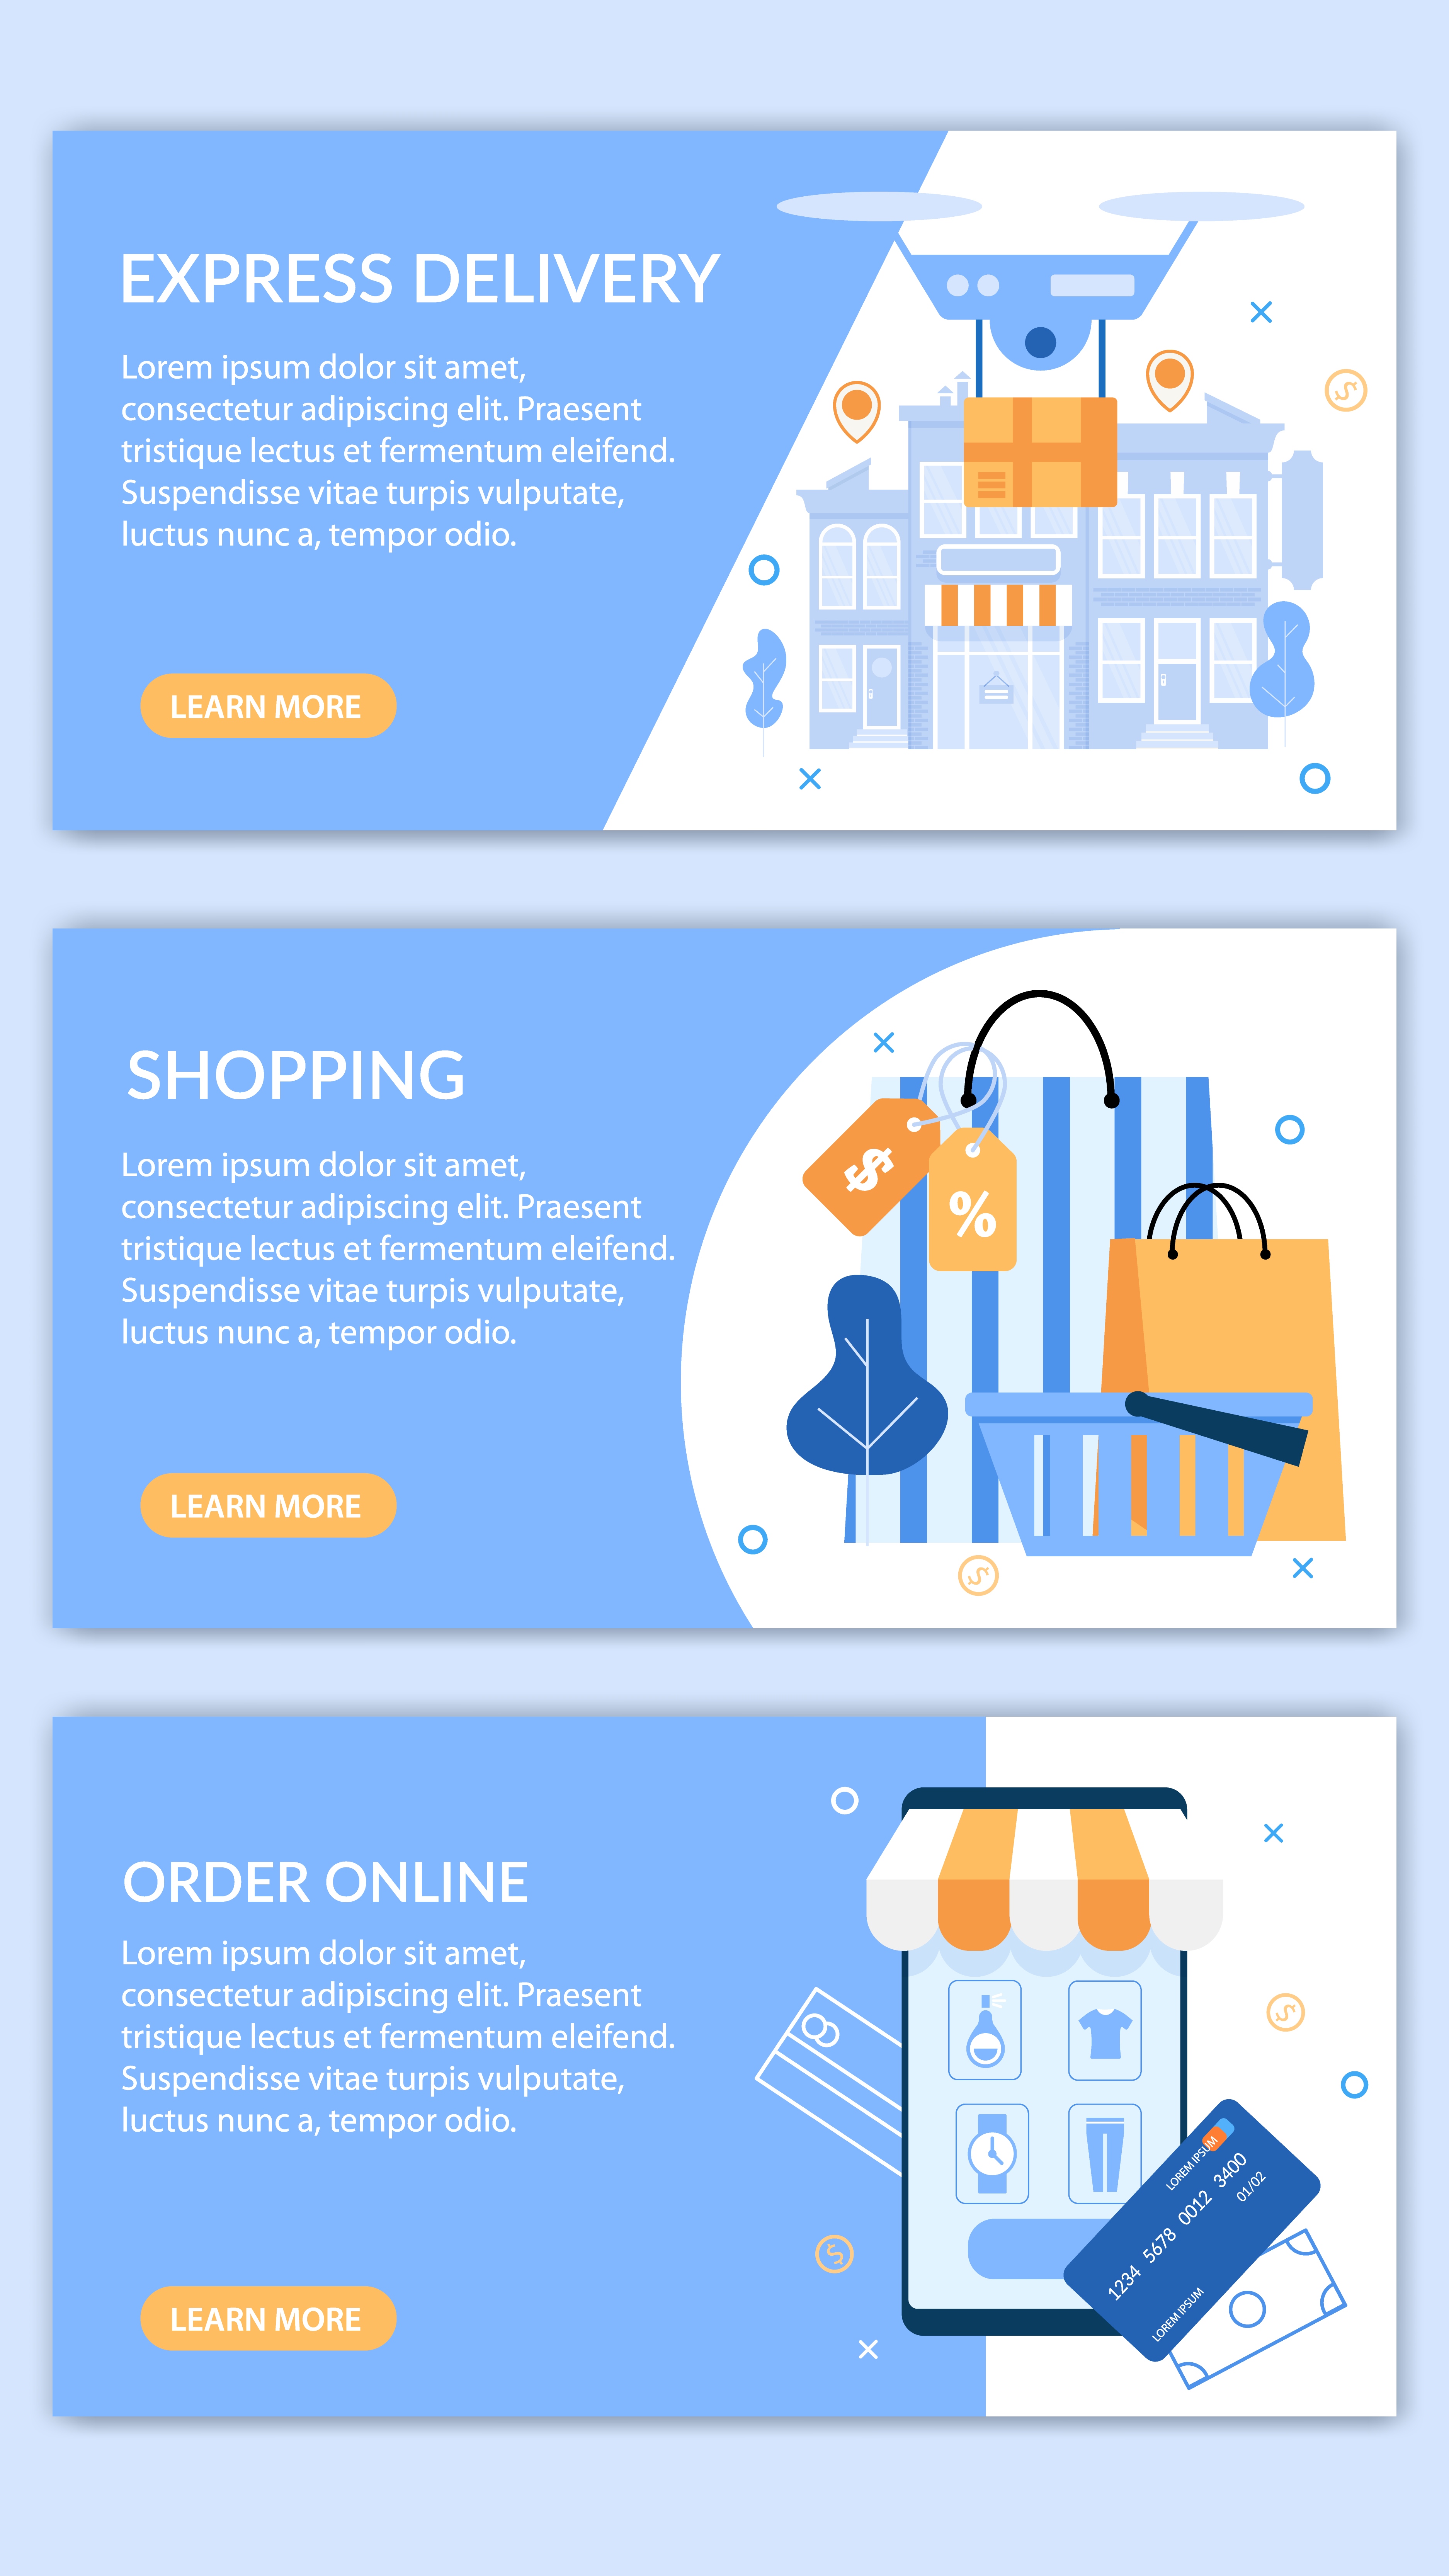 EXPRESS DELIVERY
Lorem ipsum dolor sit amet,
consectetur adipiscing elit. Praesent
tristique lectus et fermentum eleifend.
Suspendisse vitae turpis vulputate,
luctus nunc a, tempor odio.
LEARN MORE
$
SHOPPING
Lorem ipsum dolor sit amet,
consectetur adipiscing elit. Praesent
tristique lectus et fermentum eleifend.
Suspendisse vitae turpis vulputate,
luctus nunc a, tempor odio.
LEARN MORE
$
%
$
ORDER ONLINE
Lorem ipsum dolor sit amet,
consectetur adipiscing elit. Praesent
tristique lectus et fermentum eleifend.
Suspendisse vitae turpis vulputate,
luctus nunc a, tempor odio.
LEARN MORE
$
$
LOREM IPSUM
1234 5678 0012 3400
01/02
LOREM IPSUM